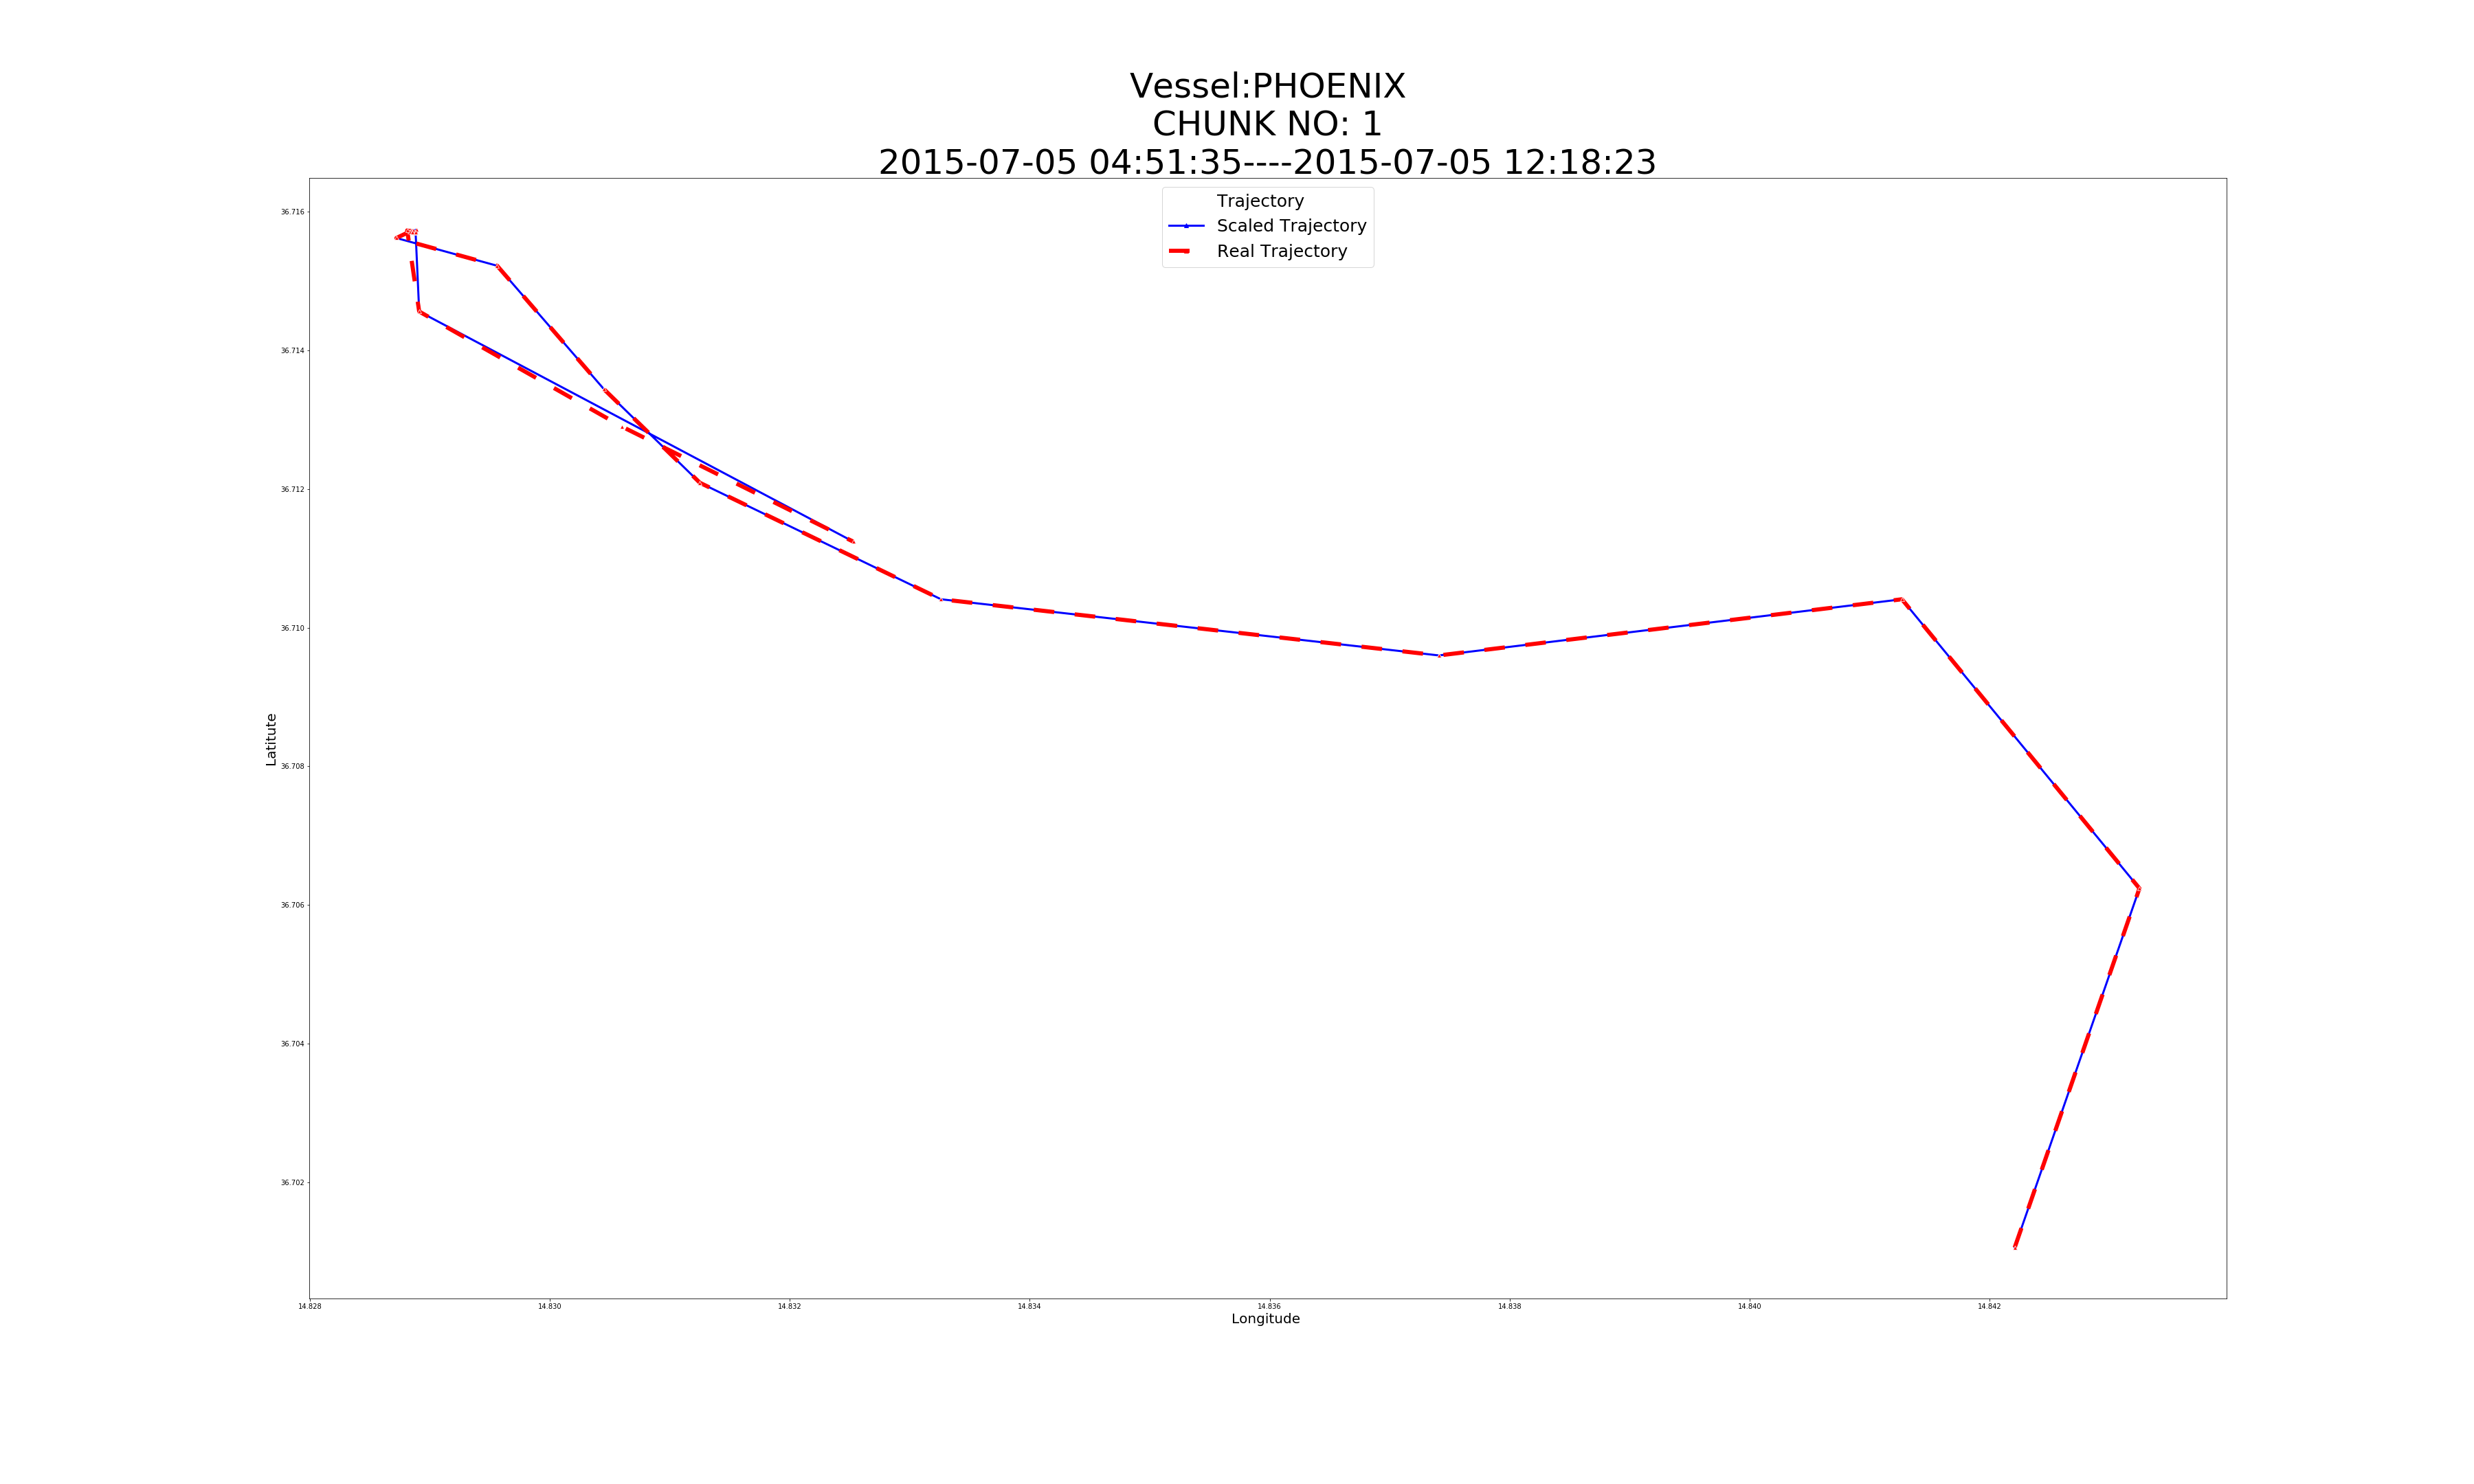 Vessel:PHOENIX
CHUNK NO: 1
2015-07-05 04:51:35----2015-07-05 12:18:23
Trajectory
Scaled Trajectory
Real Trajectory
36.716
36.714
36.712
36.710
36.708
36.706
36.704
36.702
Latitute
14.828 14.830 14.832 14.834 14.836 14.838 14.840 14.842
Longitude